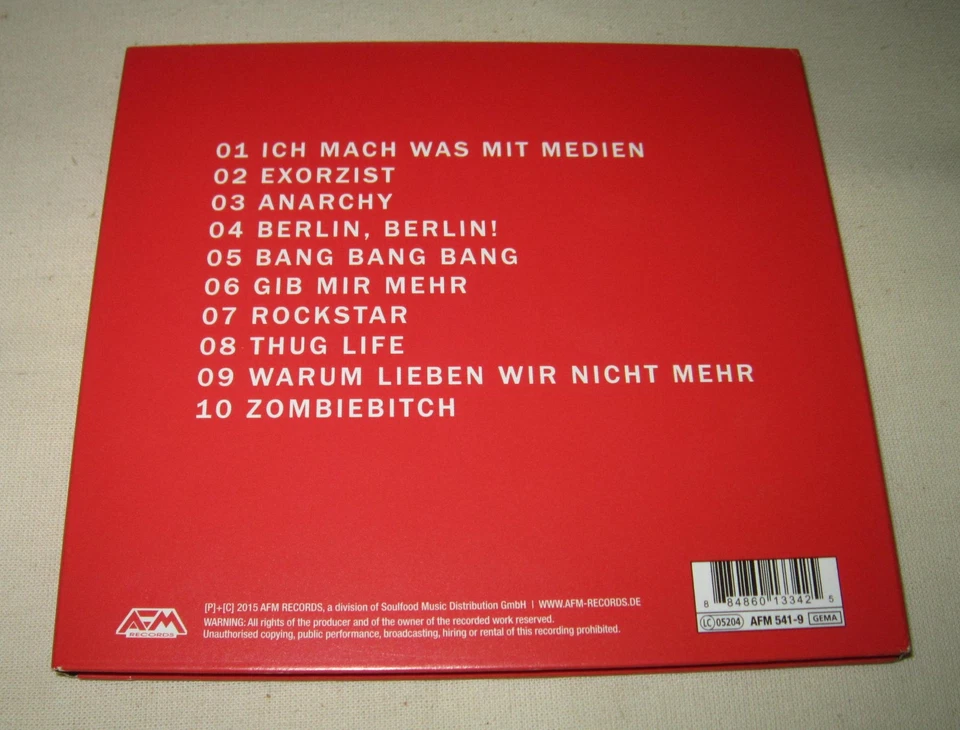 01 ICH MACH WAS MIT MEDIEN
02 EXORZIST
03 ANARCHY
04 BERLIN, BERLIN!
05 BANG BANG BANG
06 GIB MIR MEHR
07 ROCKSTAR
08 THUG LIFE
09 WARUM LIEBEN WIR NICHT MEHR
10 ZOMBIEBITCH
AFM
RECORDS
[P]+[C] 2015 AFM RECORDS, a division of Soulfood Music Distribution GmbH | WWW.AFM-RECORDS.DE
WARNING: All rights of the producer and of the owner of the recorded work reserved.
Unauthorised copying, public performance, broadcasting, hiring or rental of this recording prohibited.
8 84860 13342 5
LC 05204 AFM 541-9 GEMA